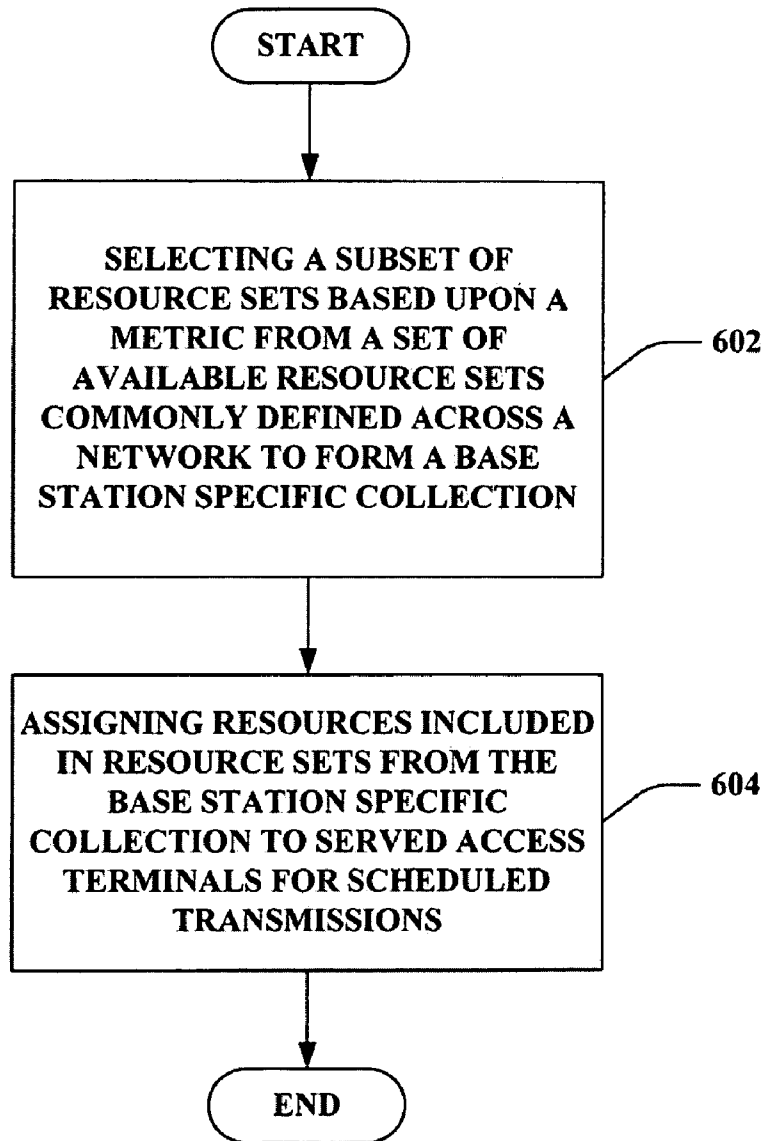 START
SELECTING A SUBSET OF
RESOURCE SETS BASED UPON A
METRIC FROM A SET OF
AVAILABLE RESOURCE SETS
COMMONLY DEFINED ACROSS A
NETWORK TO FORM A BASE
STATION SPECIFIC COLLECTION
602
ASSIGNING RESOURCES INCLUDED
IN RESOURCE SETS FROM THE
BASE STATION SPECIFIC
COLLECTION TO SERVED ACCESS
TERMINALS FOR SCHEDULED
TRANSMISSIONS
604
END